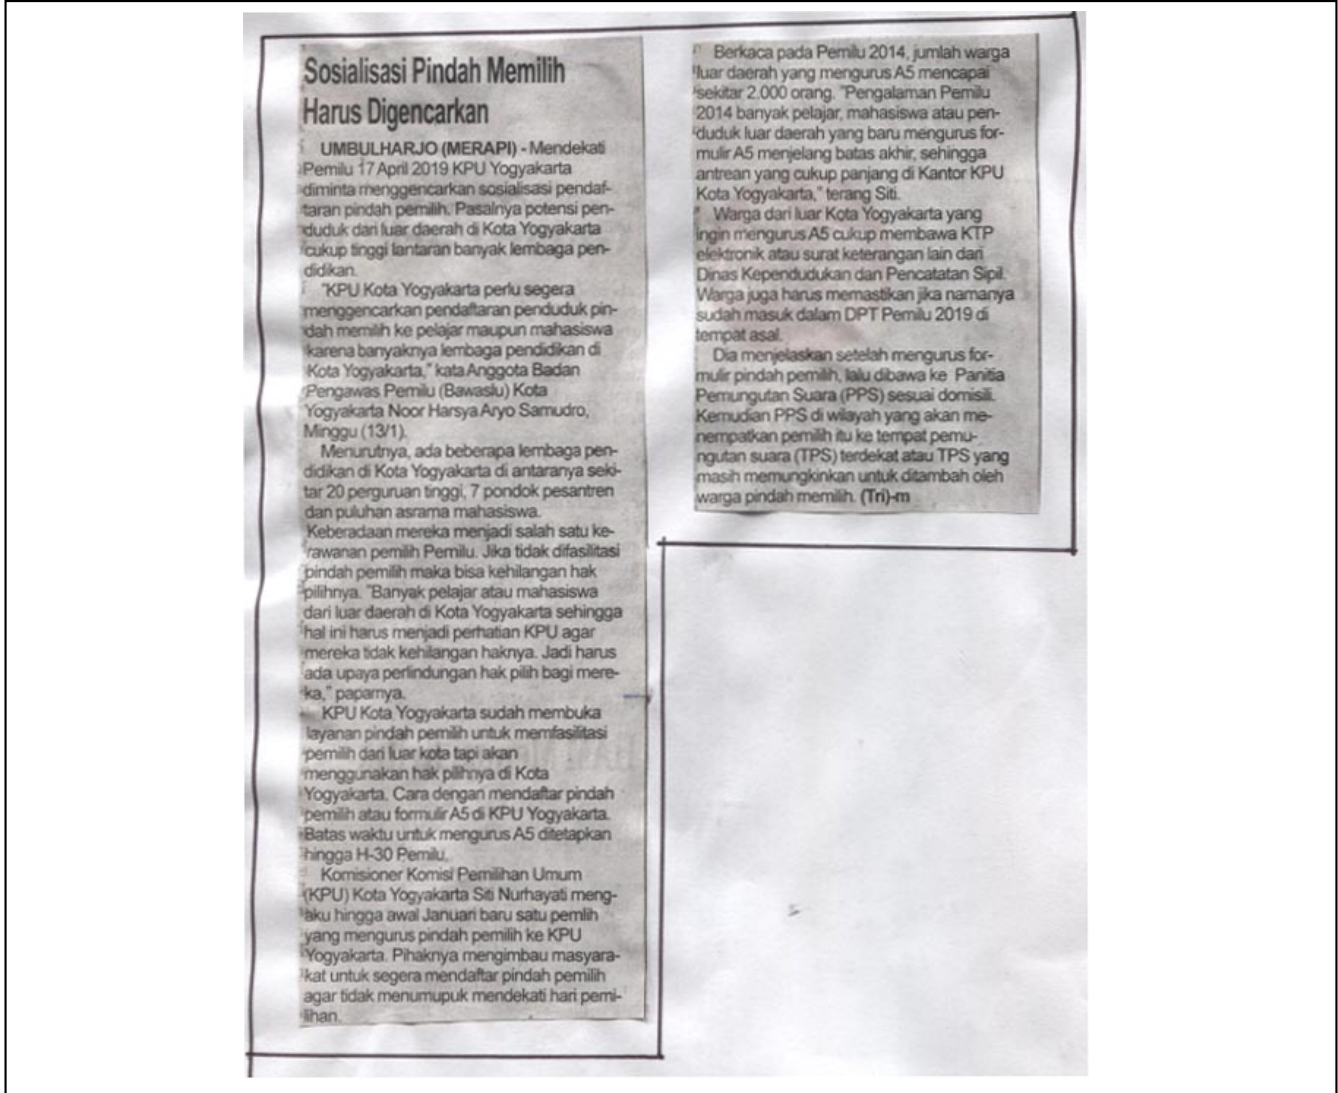 Sosialisasi Pindah Memilih
Harus Digencarkan
UMBULHARJO (MERAPI) - Mendekati
Pemilu 17 April 2019 KPU Yogyakarta
diminta menggencarkan sosialisasi pendaf-
taran pindah pemilih. Pasalnya potensi pen-
duduk dari luar daerah di Kota Yogyakarta
cukup tinggi lantaran banyak lembaga pen-
didikan.
"KPU Kota Yogyakarta perlu segera
menggencarkan pendaftaran penduduk pin-
dah memilih ke pelajar maupun mahasiswa
karena banyaknya lembaga pendidikan di
Kota Yogyakarta," kata Anggota Badan
Pengawas Pemilu (Bawaslu) Kota
Yogyakarta Noor Harsya Aryo Samudro,
Minggu (13/1).
Menurutnya, ada beberapa lembaga pen-
didikan di Kota Yogyakarta di antaranya seki-
tar 20 perguruan tinggi, 7 pondok pesantren
dan puluhan asrama mahasiswa.
Keberadaan mereka menjadi salah satu ke-
rawanan pemilih Pemilu. Jika tidak difasilitasi
pindah pemilih maka bisa kehilangan hak
pilihnya. "Banyak pelajar atau mahasiswa
dari luar daerah di Kota Yogyakarta sehingga
hal ini harus menjadi perhatian KPU agar
mereka tidak kehilangan haknya. Jadi harus
ada upaya perlindungan hak pilih bagi mere-
ka," paparnya.
KPU Kota Yogyakarta sudah membuka
layanan pindah pemilih untuk memfasilitasi
pemilih dari luar kota tapi akan
menggunakan hak pilihnya di Kota
Yogyakarta. Cara dengan mendaftar pindah
pemilih atau formulir A5 di KPU Yogyakarta.
Batas waktu untuk mengurus A5 ditetapkan
hingga H-30 Pemilu.
Komisioner Komisi Pemilihan Umum
(KPU) Kota Yogyakarta Siti Nurhayati meng-
aku hingga awal Januari baru satu pemlih
yang mengurus pindah pemilih ke KPU
Yogyakarta. Pihaknya mengimbau masyara-
kat untuk segera mendaftar pindah pemilih
agar tidak menumupuk mendekati hari pemi-
lihan.
Berkaca pada Pemilu 2014, jumlah warga
luar daerah yang mengurus A5 mencapai
sekitar 2.000 orang. "Pengalaman Pemilu
2014 banyak pelajar, mahasiswa atau pen-
duduk luar daerah yang baru mengurus for-
mulir A5 menjelang batas akhir, sehingga
antrean yang cukup panjang di Kantor KPU
Kota Yogyakarta," terang Siti.
Warga dari luar Kota Yogyakarta yang
ingin mengurus A5 cukup membawa KTP
elektronik atau surat keterangan lain dari
Dinas Kependudukan dan Pencatatan Sipil.
Warga juga harus memastikan jika namanya
sudah masuk dalam DPT Pemilu 2019 di
tempat asal.
Dia menjelaskan setelah mengurus for-
mulir pindah pemilih, lalu dibawa ke Panitia
Pemungutan Suara (PPS) sesuai domisili.
Kemudian PPS di wilayah yang akan me-
nempatkan pemilih itu ke tempat pemu-
ngutan suara (TPS) terdekat atau TPS yang
masih memungkinkan untuk ditambah oleh
warga pindah memilih. (Tri)-m